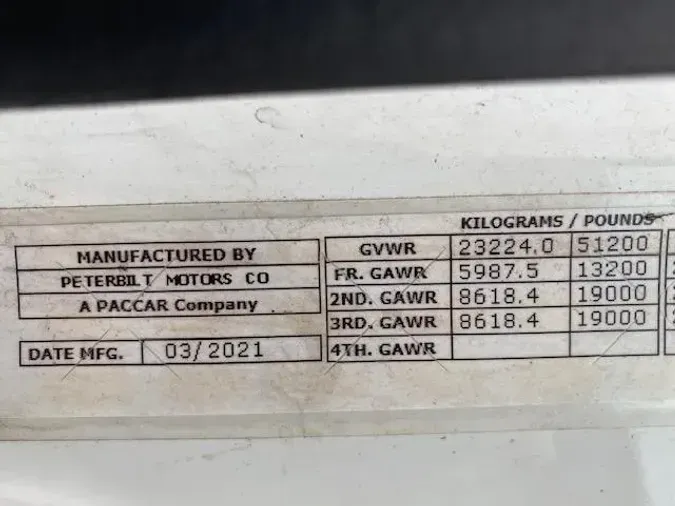 KILOGRAMS / POUNDS
MANUFACTURED BY
PETERBILT MOTORS CO
A PACCAR Company
DATE MFG. 03/2021
GVWR 23224.0 51200
FR. GAWR 5987.5 13200
2ND. GAWR 8618.4 19000
3RD. GAWR 8618.4 19000
4TH. GAWR